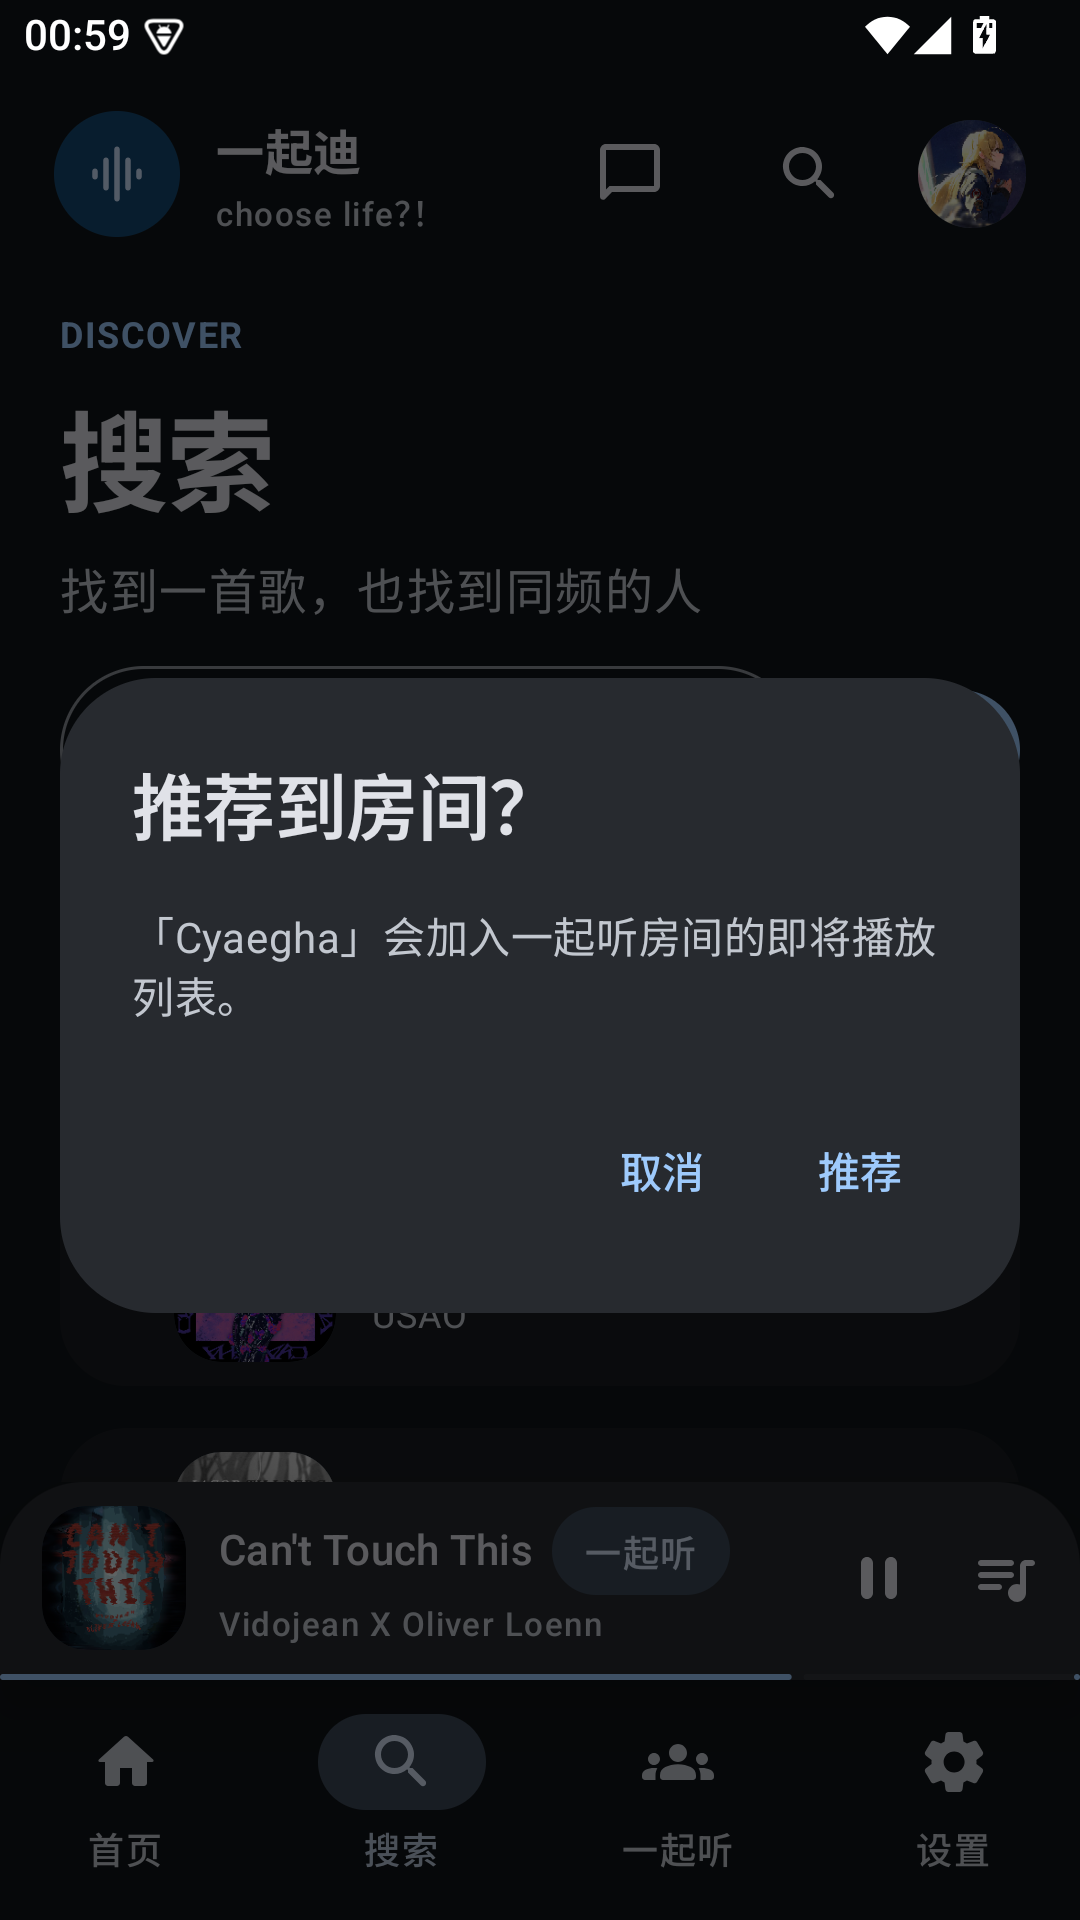 00:59
一起迪
choose life?!
DISCOVER
搜索
找到一首歌，也找到同频的人
推荐到房间？
「Cyaegha」会加入一起听房间的即将播放
列表。
取消
推荐
USAO
CAN'T
TOUCH
THIS
Can't Touch This
一起听
Vidojean X Oliver Loenn
首页
搜索
一起听
设置